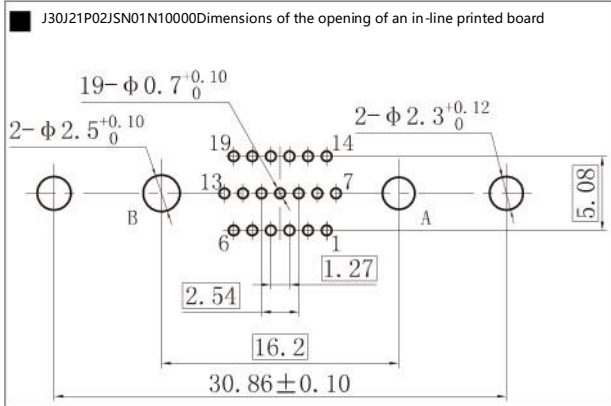 J30J21P02JSN01N10000Dimensions of the opening of an in-line printed board
19-Φ0.7+0.10 0
2-Φ2.5+0.10 0
2-Φ2.3+0.12 0
19 14
13 7
B A
6 1
5.08
1.27
2.54
16.2
30.86±0.10